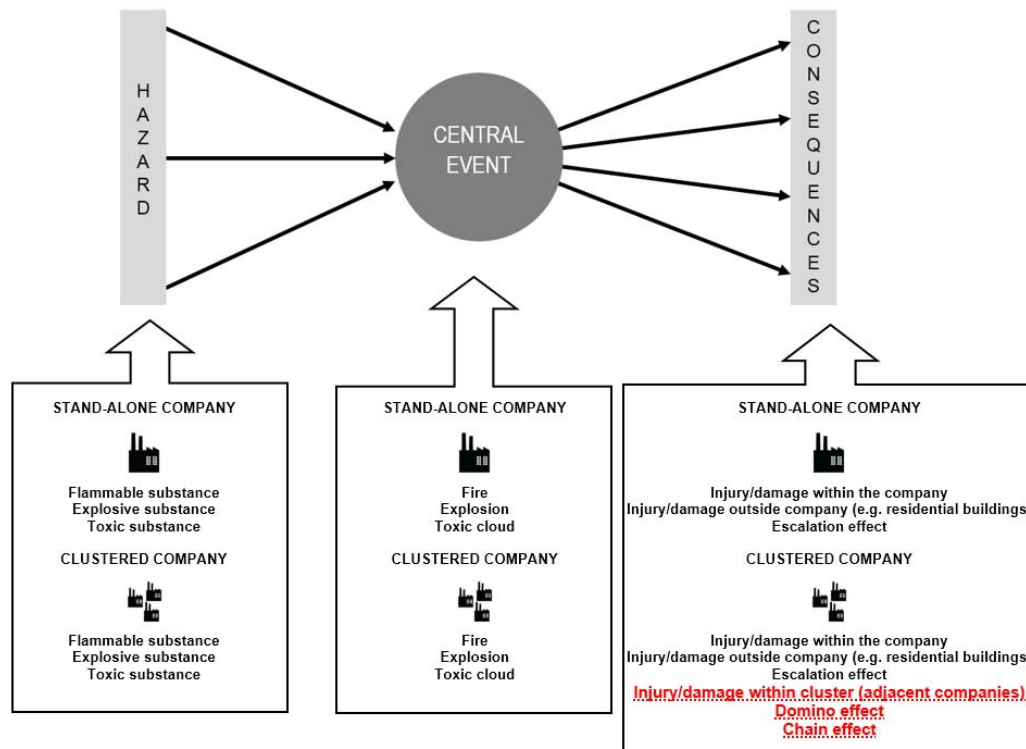 HAZARD
CENTRAL
EVENT
CONSEQUENCES
STAND-ALONE COMPANY
Flammable substance
Explosive substance
Toxic substance
CLUSTERED COMPANY
Flammable substance
Explosive substance
Toxic substance
STAND-ALONE COMPANY
Fire
Explosion
Toxic cloud
CLUSTERED COMPANY
Fire
Explosion
Toxic cloud
STAND-ALONE COMPANY
Injury/damage within the company
Injury/damage outside company (e.g. residential buildings
Escalation effect
CLUSTERED COMPANY
Injury/damage within the company
Injury/damage outside company (e.g. residential buildings
Escalation effect
Injury/damage within cluster (adjacent companies)
Domino effect
Chain effect